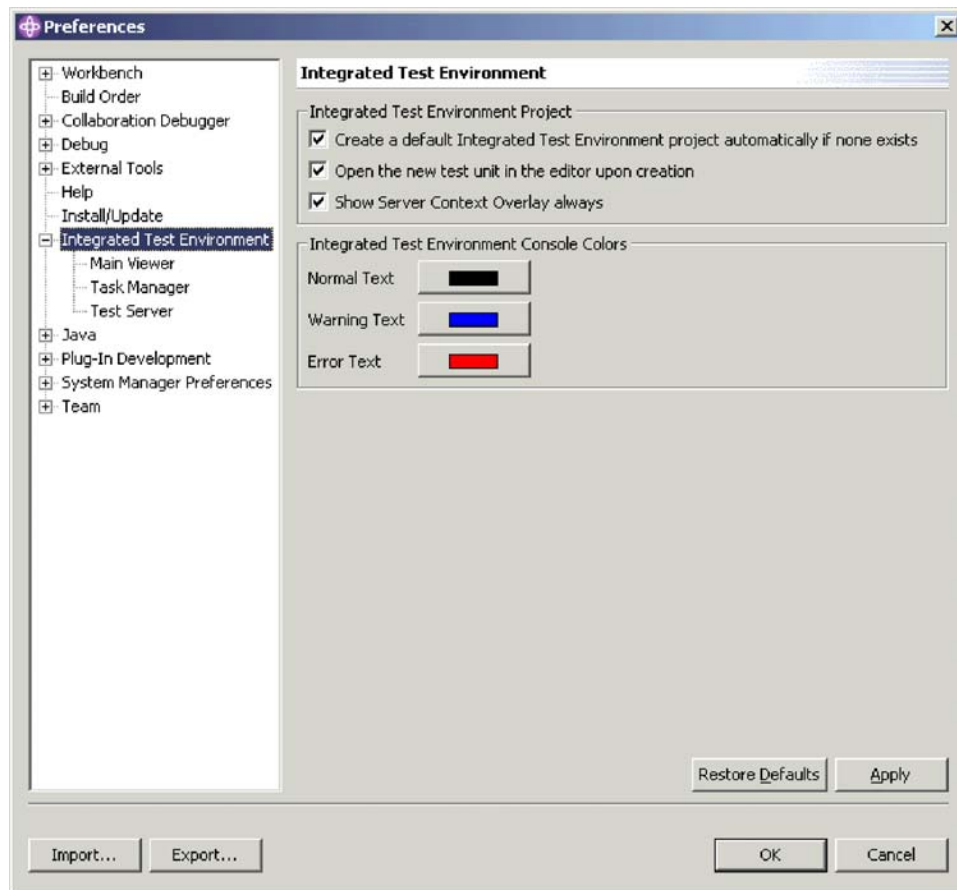 Preferences
Workbench
Build Order
Collaboration Debugger
Debug
External Tools
Help
Install/Update
Integrated Test Environment
Main Viewer
Task Manager
Test Server
Java
Plug-In Development
System Manager Preferences
Team
Integrated Test Environment
Integrated Test Environment Project
Create a default Integrated Test Environment project automatically if none exists
Open the new test unit in the editor upon creation
Show Server Context Overlay always
Integrated Test Environment Console Colors
Normal Text
Warning Text
Error Text
Restore Defaults
Apply
Import...
Export...
OK
Cancel